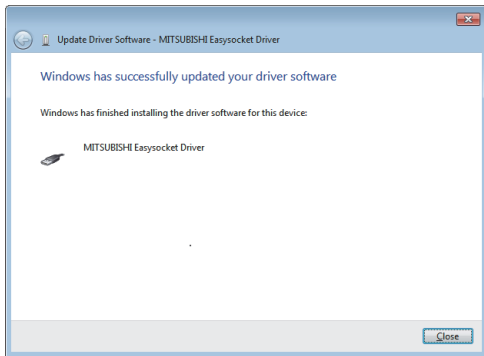 Update Driver Software - MITSUBISHI Easysocket Driver
Windows has successfully updated your driver software
Windows has finished installing the driver software for this device:
MITSUBISHI Easysocket Driver
Close